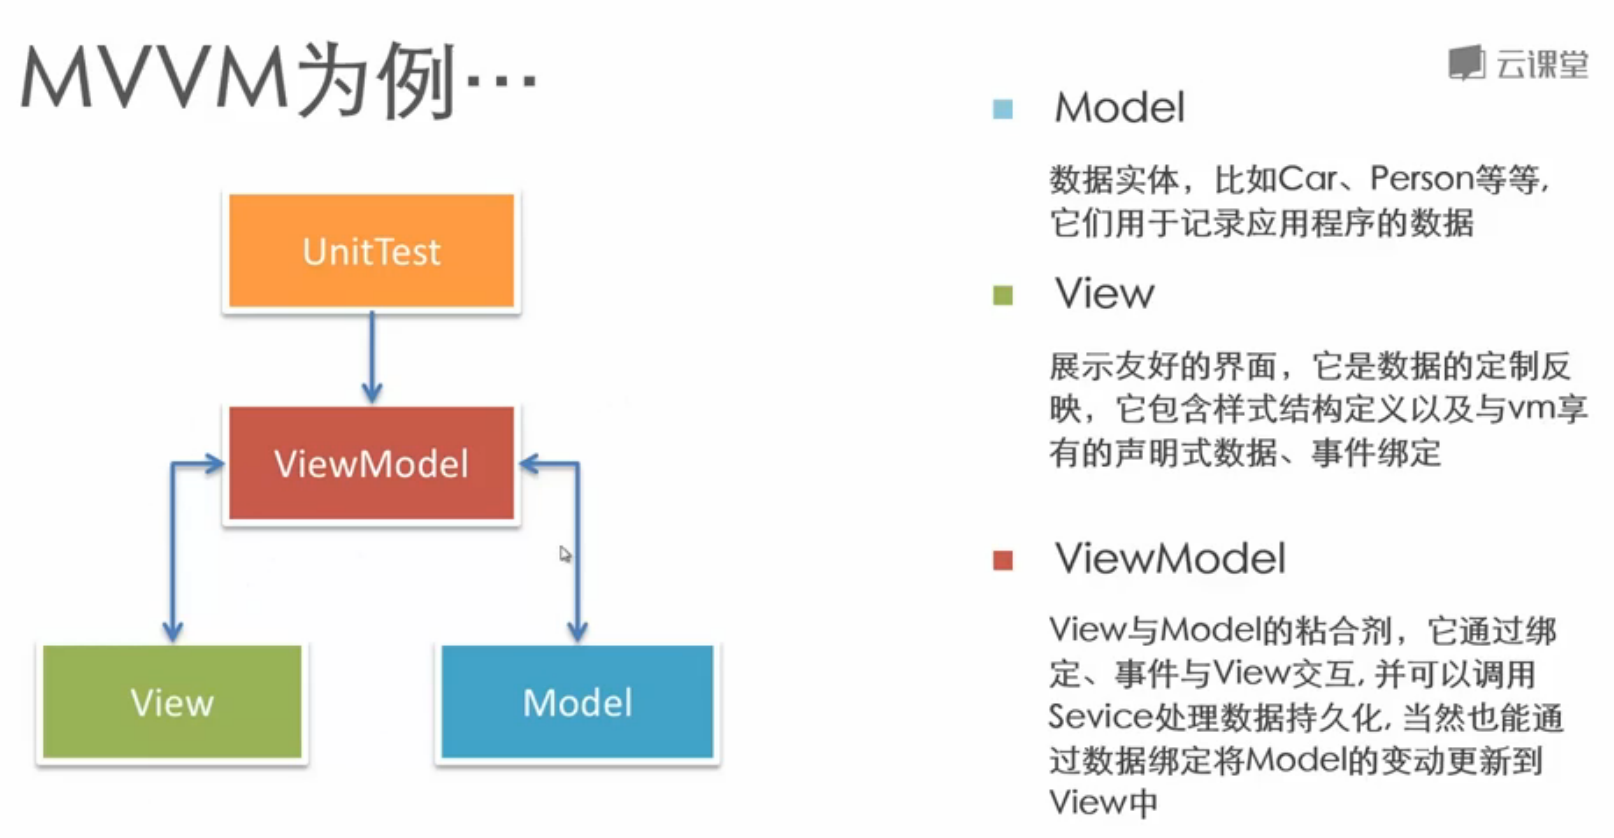 MVVM为例…
云课堂
UnitTest
ViewModel
View
Model
Model
数据实体，比如Car、Person等等,
它们用于记录应用程序的数据
View
展示友好的界面，它是数据的定制反
映，它包含样式结构定义以及与vm享
有的声明式数据、事件绑定
ViewModel
View与Model的粘合剂，它通过绑
定、事件与View交互,并可以调用
Sevice处理数据持久化,当然也能通
过数据绑定将Model的变动更新到
View中